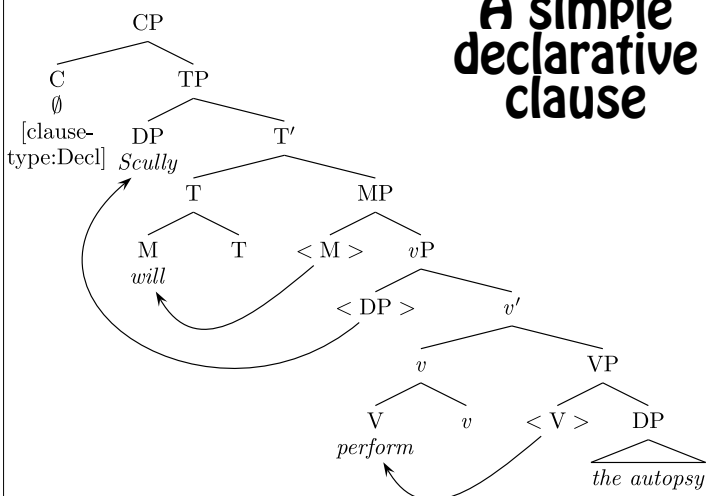 A simple
declarative
clause
CP
C TP
∅
[clause-
type:Decl]
DP T′
Scully
T MP
M T < M > vP
will
< DP > v′
v VP
V v < V > DP
perform
the autopsy